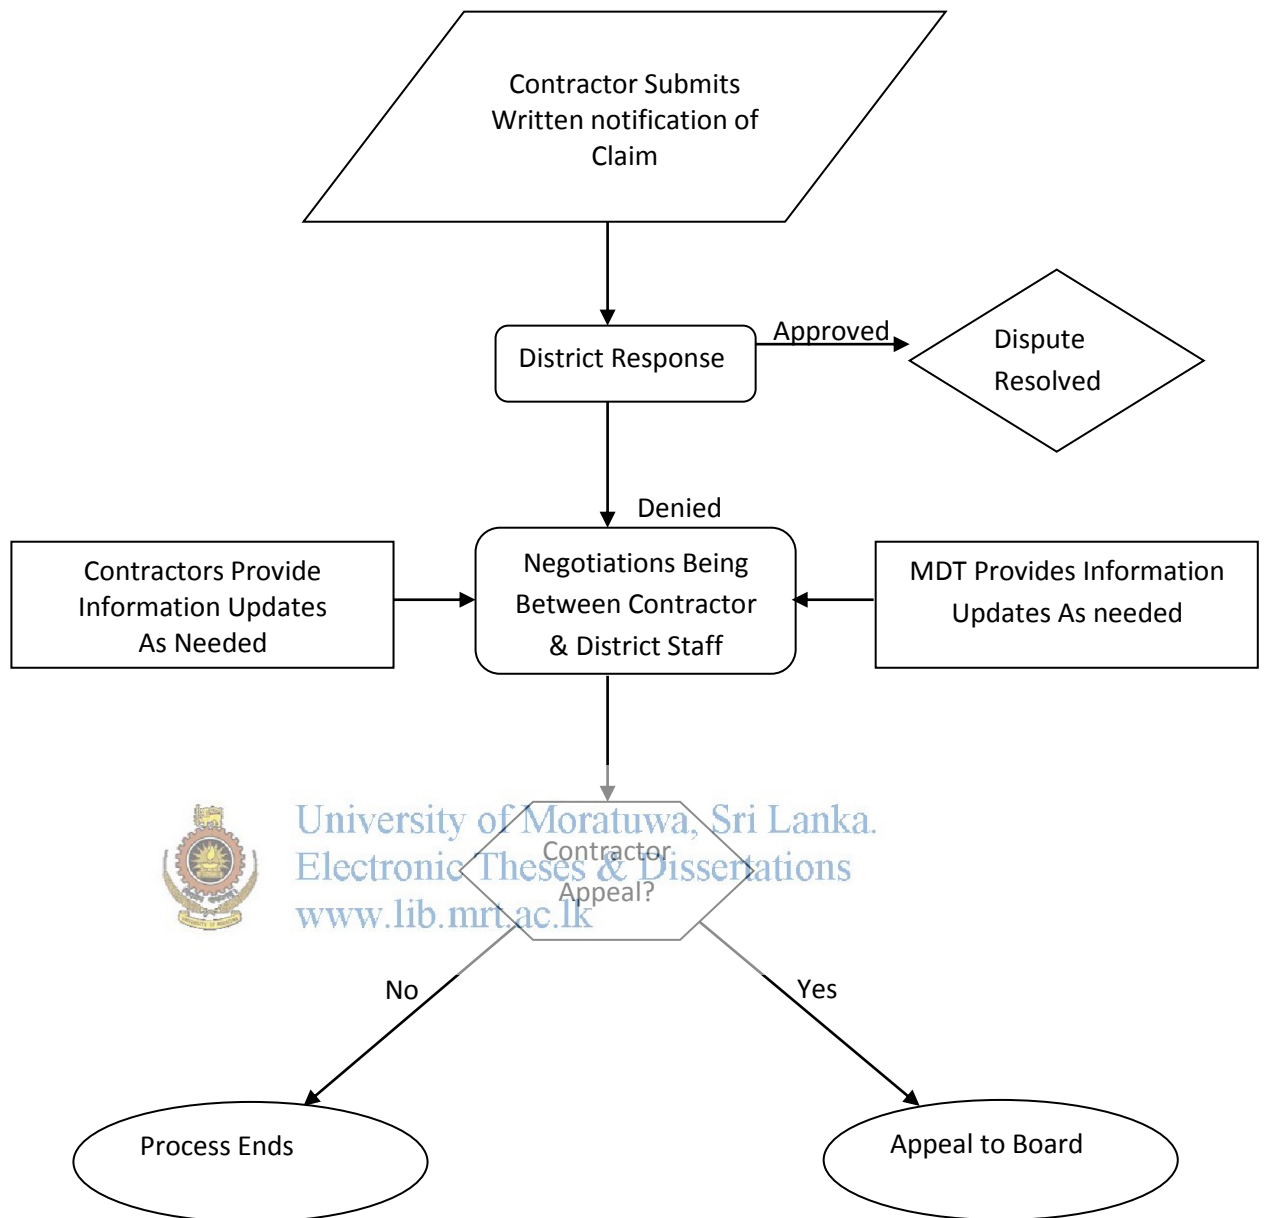 Contractor Submits
Written notification of
Claim
District Response
Approved
Dispute
Resolved
Denied
Contractors Provide
Information Updates
As Needed
Negotiations Being
Between Contractor
& District Staff
MDT Provides Information
Updates As needed
University of Moratuwa, Sri Lanka.
Electronic Theses & Dissertations
www.lib.mrt.ac.lk
Contractor
Appeal?
No
Yes
Process Ends
Appeal to Board